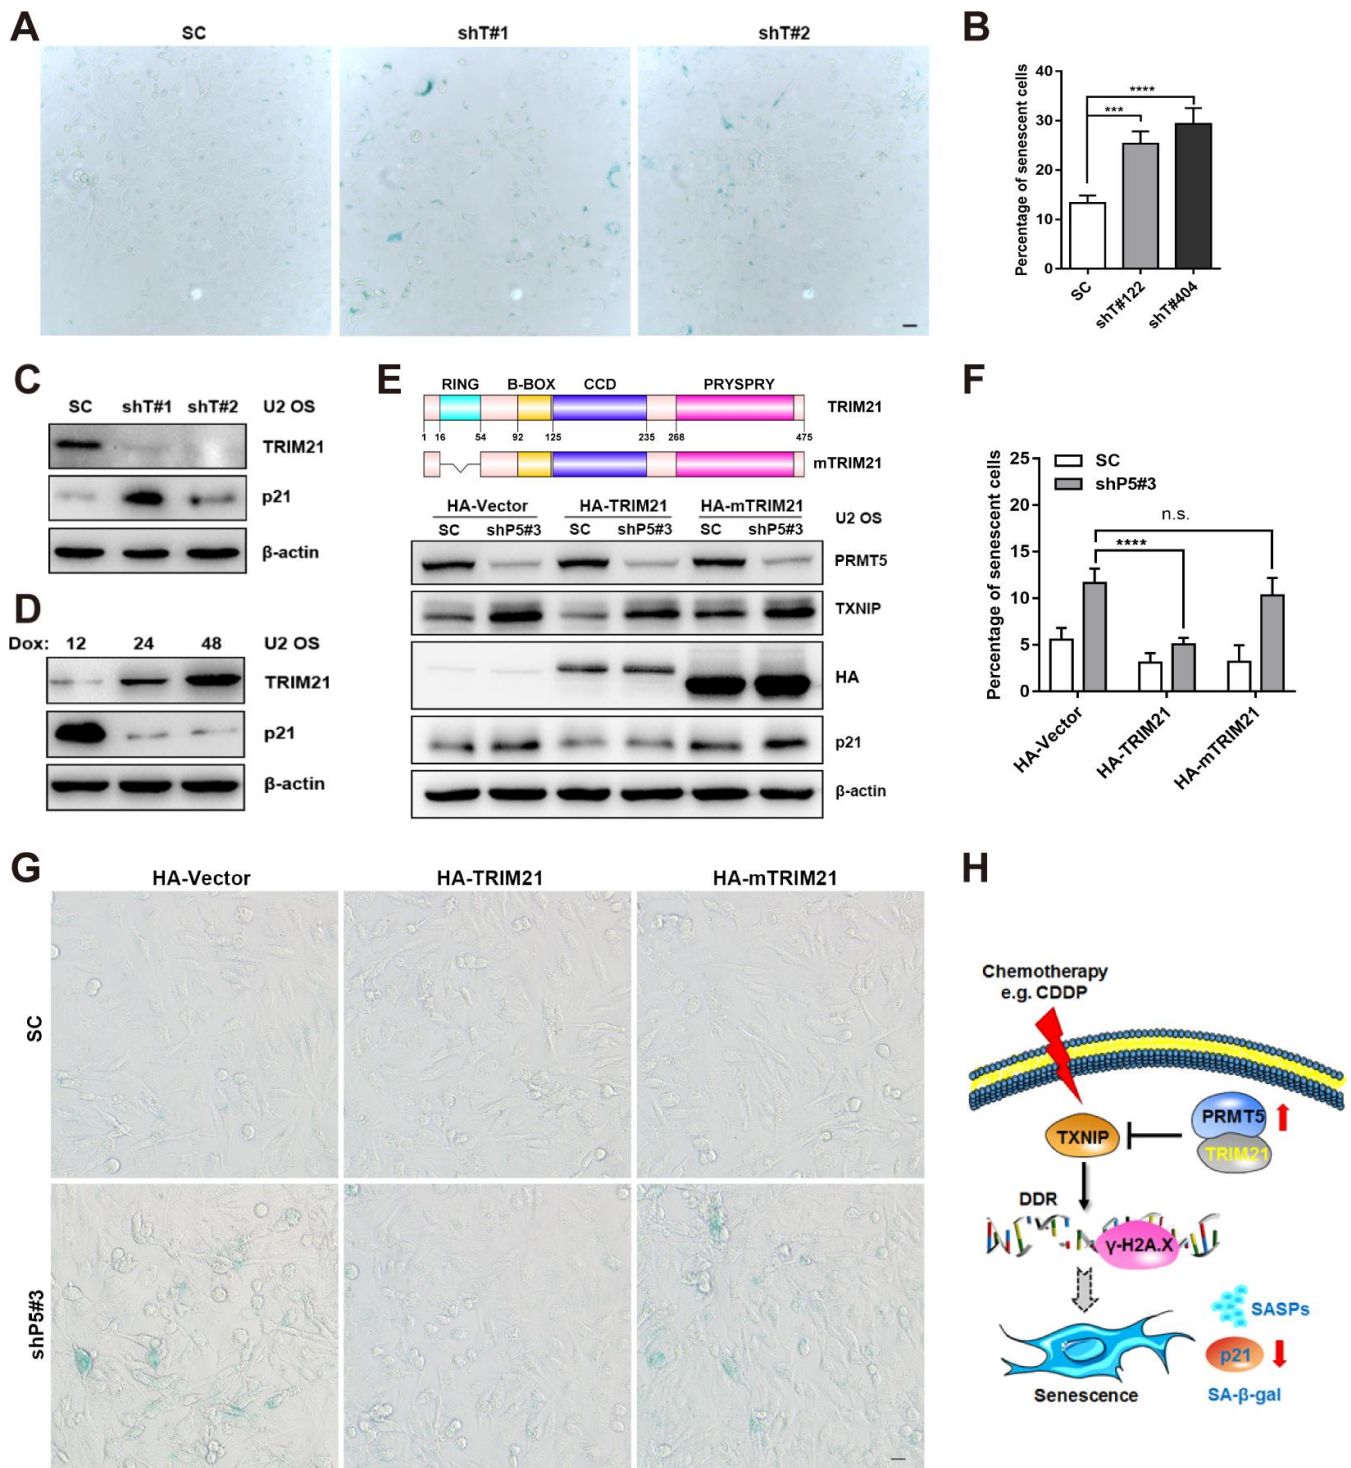 A
SC
shT#1
shT#2
B
Percentage of senescent cells
40
30
20
10
0
***
****
SC
shT#122
shT#404
C
SC
shT#1
shT#2
U2 OS
TRIM21
p21
β-actin
D
Dox:
12
24
48
U2 OS
TRIM21
p21
β-actin
E
RING
B-BOX
CCD
PRYSPRY
TRIM21
1
16
54
92
125
235
268
475
mTRIM21
HA-Vector
HA-TRIM21
HA-mTRIM21
U2 OS
SC
shP5#3
SC
shP5#3
SC
shP5#3
PRMT5
TXNIP
HA
p21
β-actin
F
Percentage of senescent cells
25
20
15
10
5
0
SC
shP5#3
n.s.
****
HA-Vector
HA-TRIM21
HA-mTRIM21
G
HA-Vector
HA-TRIM21
HA-mTRIM21
SC
shP5#3
H
Chemotherapy
e.g. CDDP
PRMT5
TXNIP
TRIM21
DDR
γ-H2A.X
SASPs
p21
Senescence
SA-β-gal